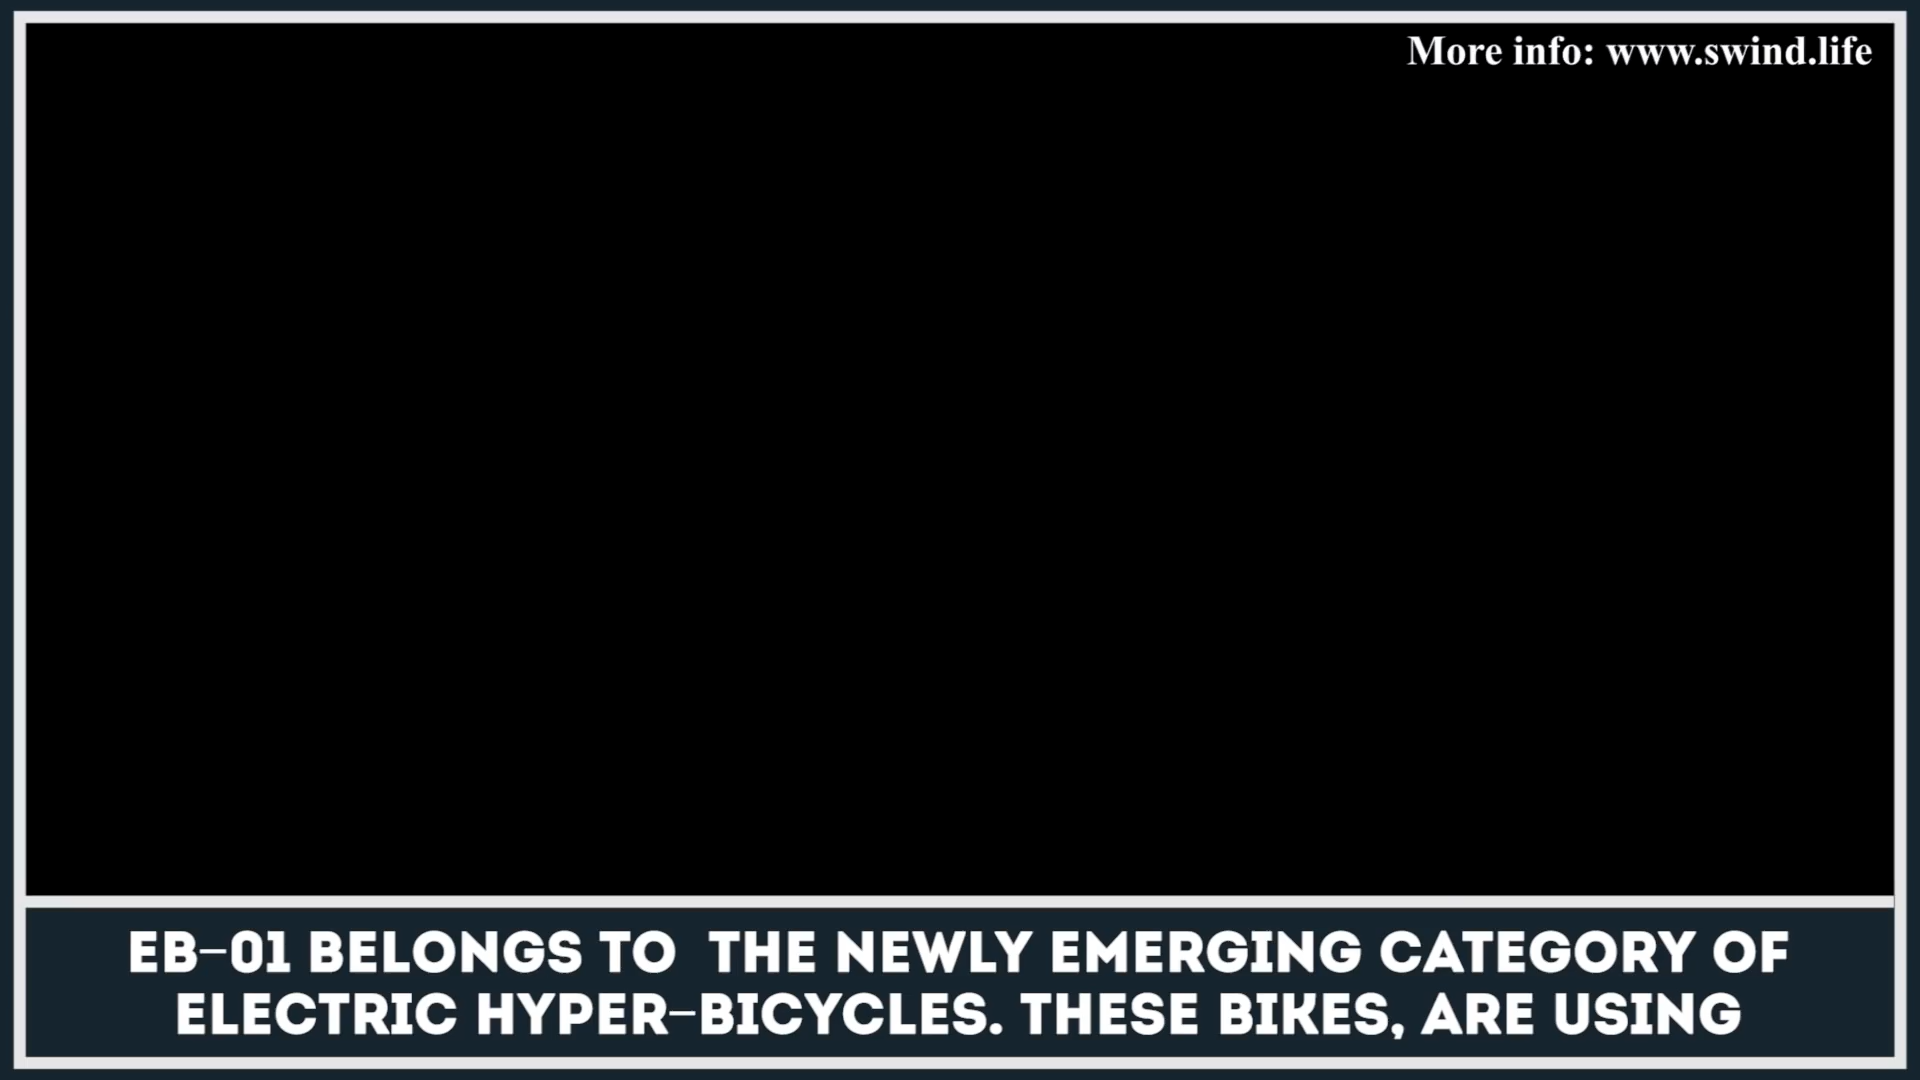 More info: www.swind.life
EB-01 BELONGS TO  THE NEWLY EMERGING CATEGORY OF
ELECTRIC HYPER-BICYCLES. THESE BIKES, ARE USING